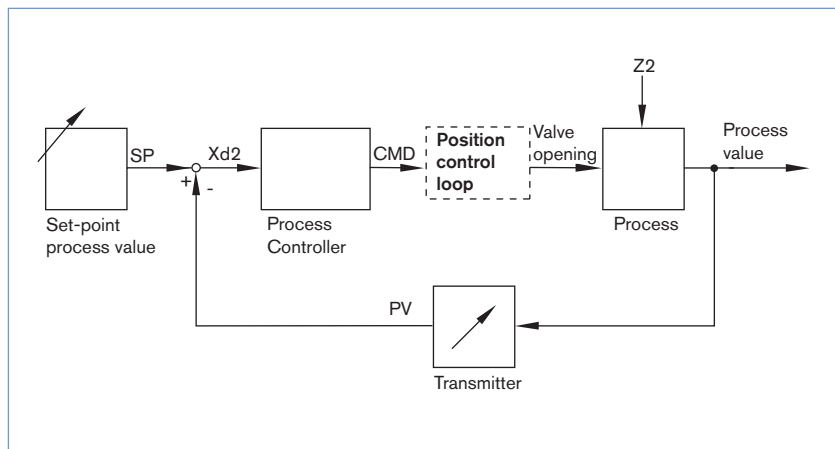 Z2
SP
+
-
Xd2
CMD
Position
control
loop
Valve
opening
Process
value
Set-point
process value
Process
Controller
Process
PV
Transmitter